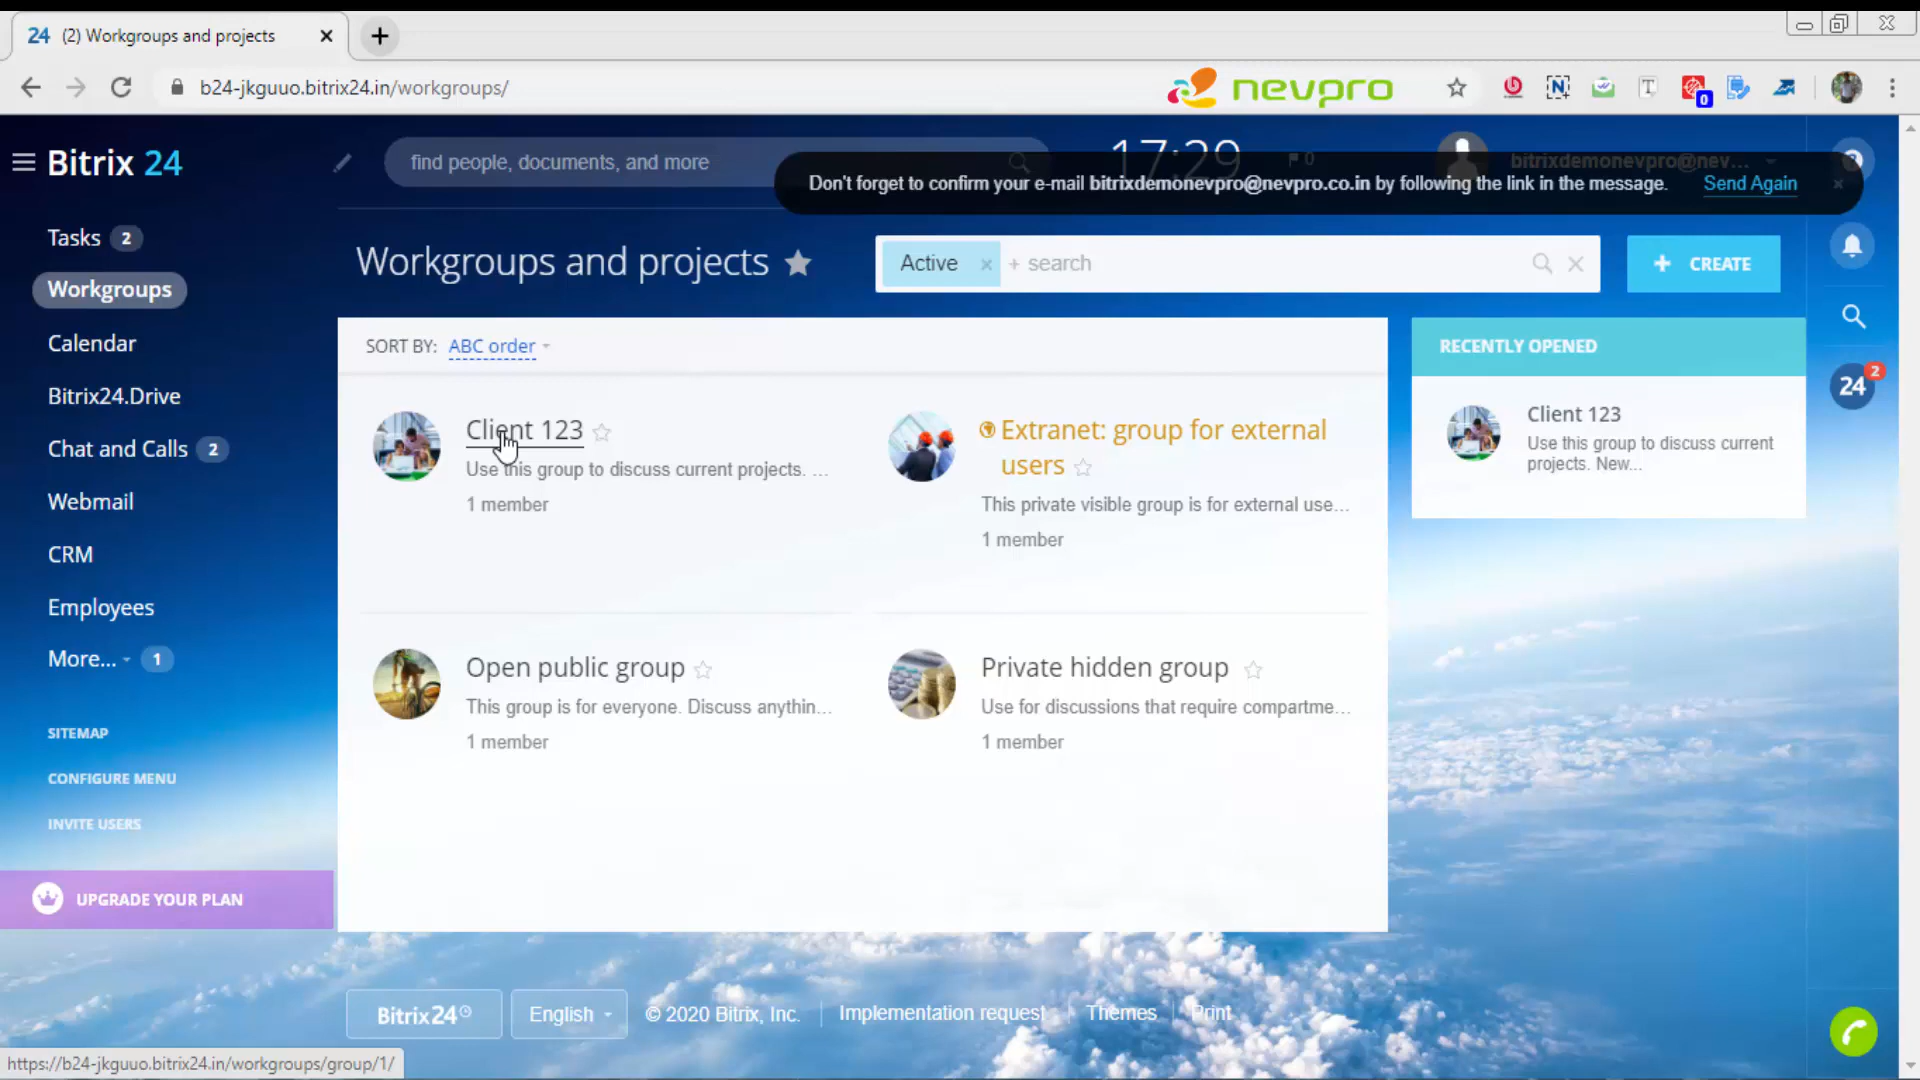 24 (2) Workgroups and projects
b24-jkguuo.bitrix24.in/workgroups/
nevpro
0
Bitrix 24
find people, documents, and more
17:29
0
bitrixdemonevpro@nev...
Don't forget to confirm your e-mail bitrixdemonevpro@nevpro.co.in by following the link in the message. Send Again
Tasks 2
Workgroups
Calendar
Bitrix24.Drive
Chat and Calls 2
Webmail
CRM
Employees
More... 1
SITEMAP
CONFIGURE MENU
INVITE USERS
UPGRADE YOUR PLAN
Workgroups and projects
Active
+ search
+ CREATE
SORT BY: ABC order
Client 123
Use this group to discuss current projects. ...
1 member
Extranet: group for external
users
This private visible group is for external use...
1 member
Open public group
This group is for everyone. Discuss anythin...
1 member
Private hidden group
Use for discussions that require compartme...
1 member
RECENTLY OPENED
Client 123
Use this group to discuss current
projects. New...
24 2
Bitrix24
English
© 2020 Bitrix, Inc.
Implementation request
Themes
Print
https://b24-jkguuo.bitrix24.in/workgroups/group/1/